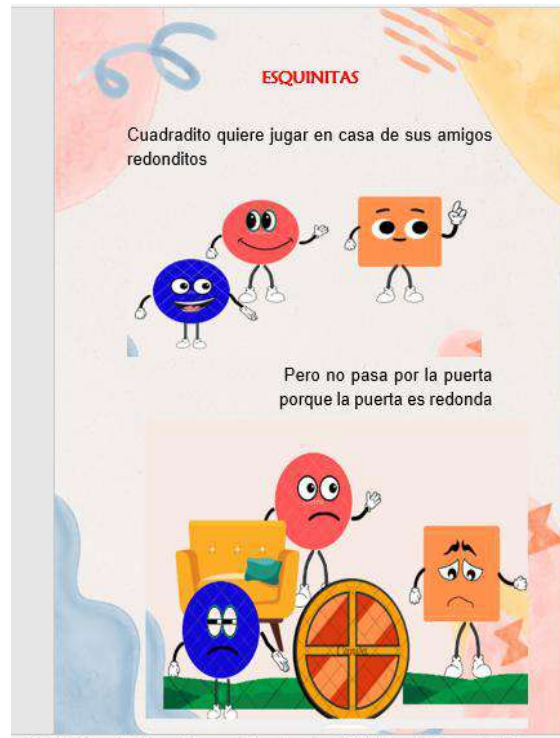 ESQUINITAS
Cuadradito quiere jugar en casa de sus amigos
redonditos
Pero no pasa por la puerta
porque la puerta es redonda
Canva